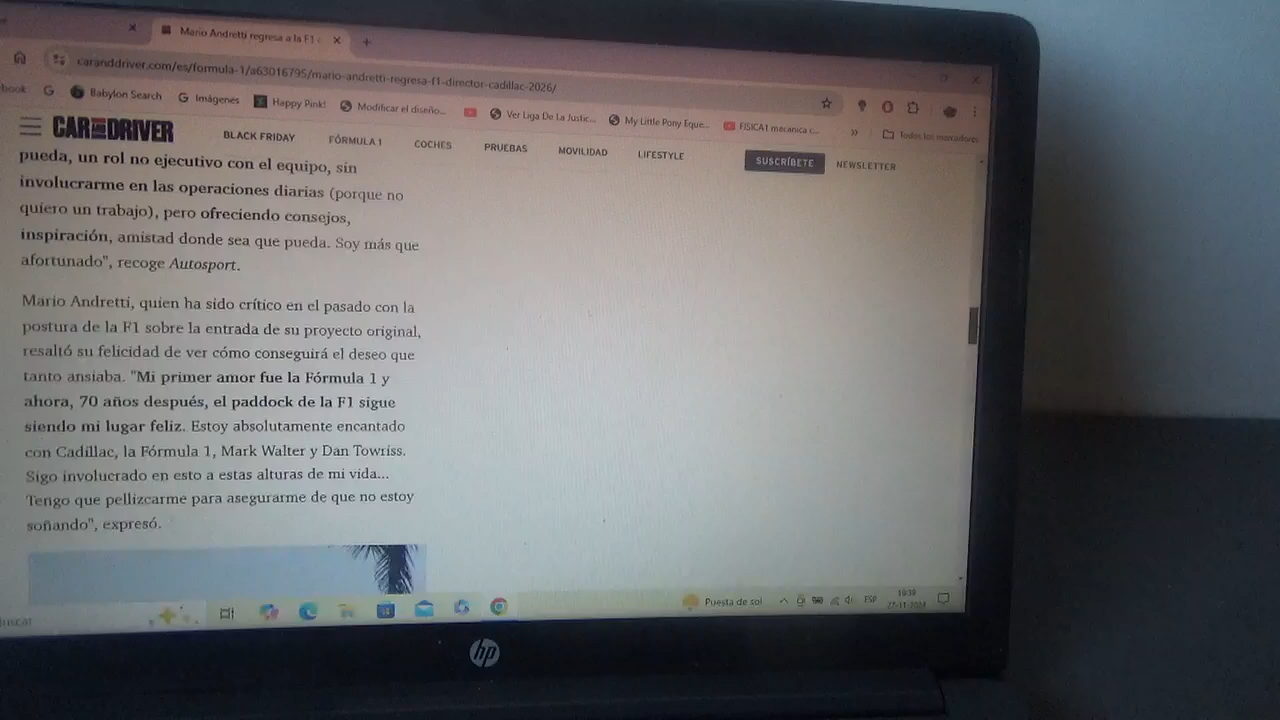 Mario Andretti regresa a la F1
caranddriver.com/es/formula-1/a63016795/mario-andretti-regresa-f1-director-cadillac-2026/
book
Babylon Search
Imágenes
Happy Pink!
Modificar el diseño...
Ver Liga De La Justic...
My Little Pony Eque...
FISICA I mecanica c...
Todos los marcadores
CAR AND DRIVER
BLACK FRIDAY
FÓRMULA 1
COCHES
PRUEBAS
MOVILIDAD
LIFESTYLE
SUSCRÍBETE
NEWSLETTER
pueda, un rol no ejecutivo con el equipo, sin
involucrarme en las operaciones diarias (porque no
quiero un trabajo), pero ofreciendo consejos,
inspiración, amistad donde sea que pueda. Soy más que
afortunado", recoge Autosport.
Mario Andretti, quien ha sido crítico en el pasado con la
postura de la F1 sobre la entrada de su proyecto original,
resaltó su felicidad de ver cómo conseguirá el deseo que
tanto ansiaba. "Mi primer amor fue la Fórmula 1 y
ahora, 70 años después, el paddock de la F1 sigue
siendo mi lugar feliz. Estoy absolutamente encantado
con Cadillac, la Fórmula 1, Mark Walter y Dan Towriss.
Sigo involucrado en esto a estas alturas de mi vida...
Tengo que pellizcarme para asegurarme de que no estoy
soñando", expresó.
Puesta de sol
ESP
hp